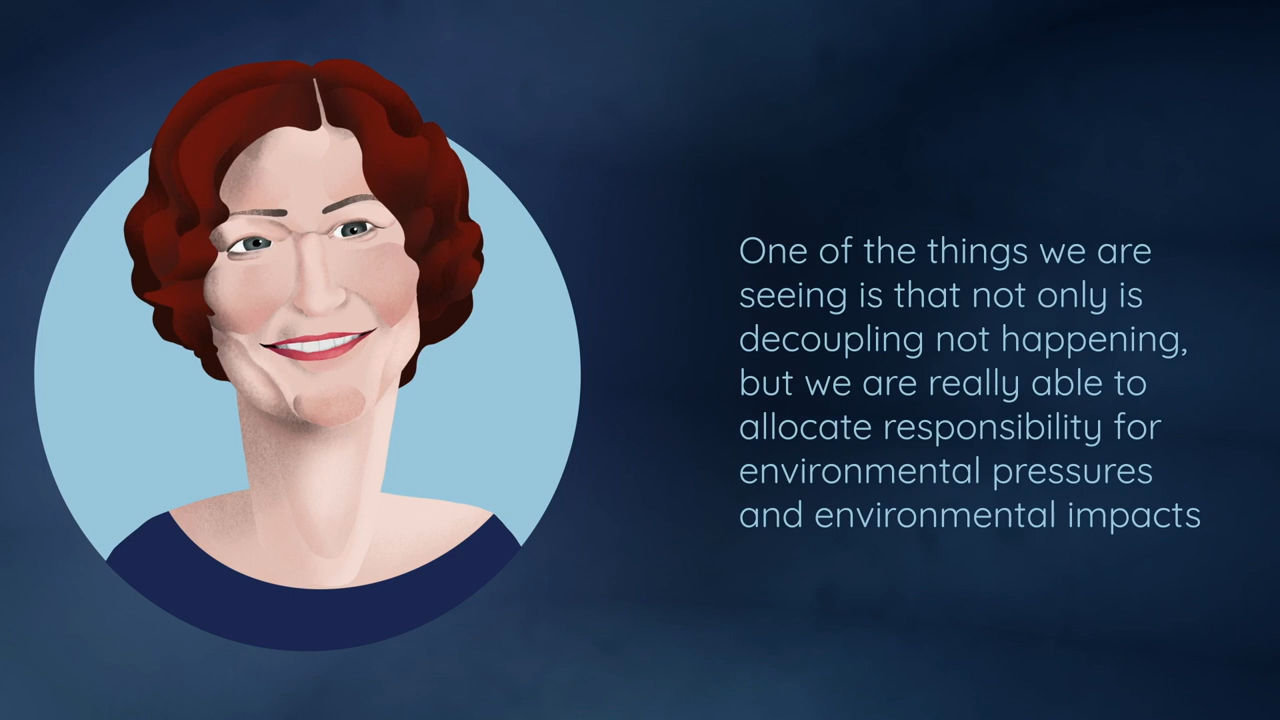 One of the things we are
seeing is that not only is
decoupling not happening,
but we are really able to
allocate responsibility for
environmental pressures
and environmental impacts